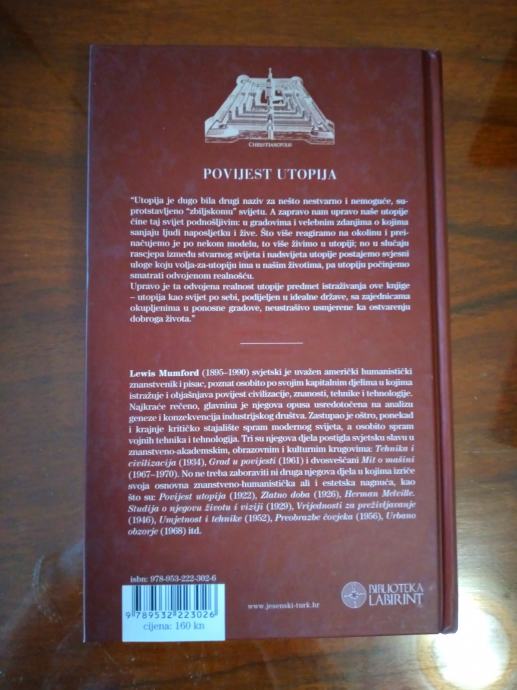 CHRISTIANOPOLIS
POVIJEST UTOPIJA
"Utopija je dugo bila drugi naziv za nešto nestvarno i nemoguće, su-
protstavljeno "zbiljskomu" svijetu. A zapravo nam upravo naše utopije
čine taj svijet podnošljivim: u gradovima i velebnim zdanjima o kojima
sanjaju ljudi naposljetku i žive. Što više reagiramo na okolinu i prei-
načujemo je po nekom modelu, to više živimo u utopiji; no u slučaju
rascjepa između stvarnog svijeta i nadsvijeta utopije postajemo svjesni
uloge koju volja-za-utopiju ima u našim životima, pa utopiju počinjemo
smatrati odvojenom realnošću.
Upravo je ta odvojena realnost utopije predmet istraživanja ove knjige
– utopija kao svijet po sebi, podijeljen u idealne države, sa zajednicama
okupljenima u ponosne gradove, neustrašivo usmjerene ka ostvarenju
dobroga života."
Lewis Mumford (1895–1990) svjetski je uvažen američki humanistički
znanstvenik i pisac, poznat osobito po svojim kapitalnim djelima u kojima
istražuje i objašnjava povijest civilizacije, znanosti, tehnike i tehnologije.
Najkraće rečeno, glavnina je njegova opusa usredotočena na analizu
geneze i konzekvencija industrijskoga društva. Zastupao je oštro, ponekad
i krajnje kritičko stajalište spram modernog svijeta, a osobito spram
vojnih tehnika i tehnologija. Tri su njegova djela postigla svjetsku slavu u
znanstveno-akademskim, obrazovnim i kulturnim krugovima: Tehnika i
civilizacija (1934), Grad u povijesti (1961) i dvosveščani Mit o mašini
(1967–1970). No ne treba zaboraviti ni druga njegova djela u kojima izriče
svoja osnovna znanstveno-humanistička ali i estetska nagnuća, kao
što su: Povijest utopija (1922), Zlatno doba (1926), Herman Melville.
Studija o njegovu životu i viziji (1929), Vrijednosti za preživljavanje
(1946), Umjetnost i tehnike (1952), Preobrazbe čovjeka (1956), Urbano
obzorje (1968) itd.
isbn: 978-953-222-302-6
9 789532 223026
cijena: 160 kn
www.jesenski-turk.hr
BIBLIOTEKA
LABIRINT